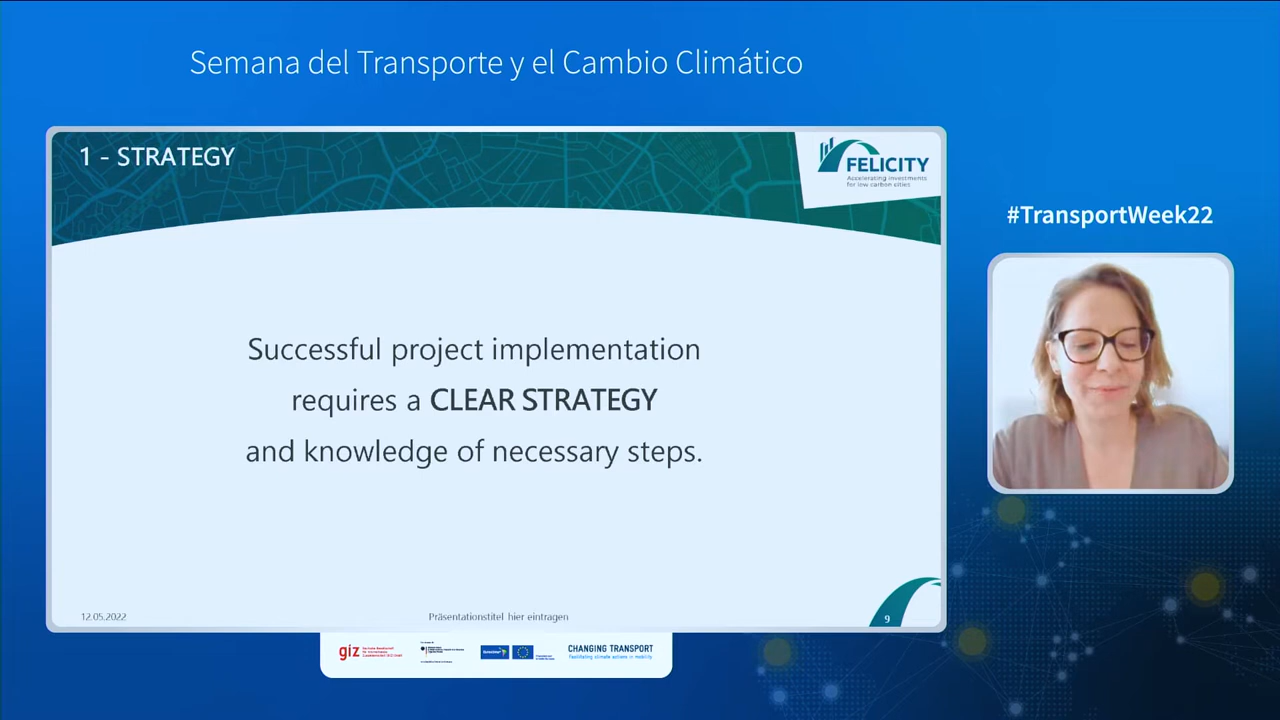 Semana del Transporte y el Cambio Climático
1 - STRATEGY
FELICITY
Accelerating investments
for low carbon cities
#TransportWeek22
Successful project implementation
requires a CLEAR STRATEGY
and knowledge of necessary steps.
12.05.2022
Präsentationstitel hier eintragen
9
giz
CHANGING TRANSPORT
Facilitating climate actions in mobility